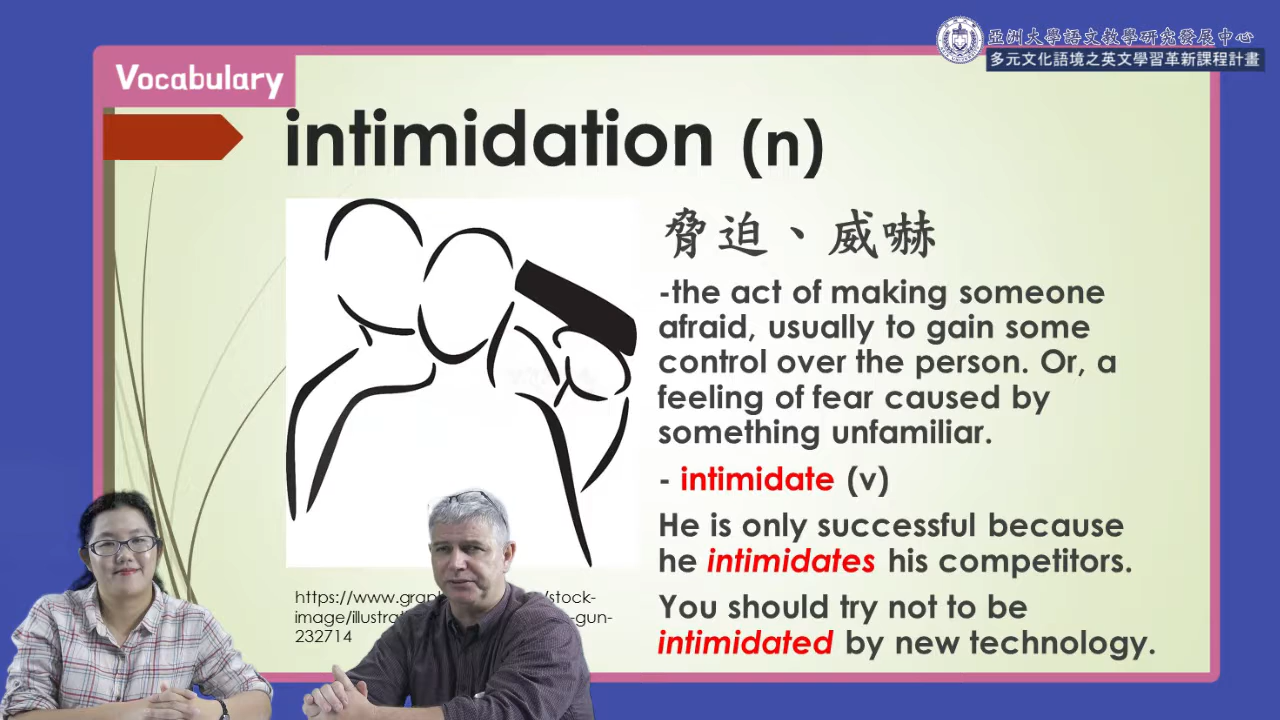 亞洲大學語文教學研究發展中心
多元文化語境之英文學習革新課程計畫
Vocabulary
intimidation (n)
脅迫、威嚇
-the act of making someone
afraid, usually to gain some
control over the person. Or, a
feeling of fear caused by
something unfamiliar.
- intimidate (v)
He is only successful because
he intimidates his competitors.
You should try not to be
intimidated by new technology.
https://www.grap /stock-
image/illustra -gun-
232714